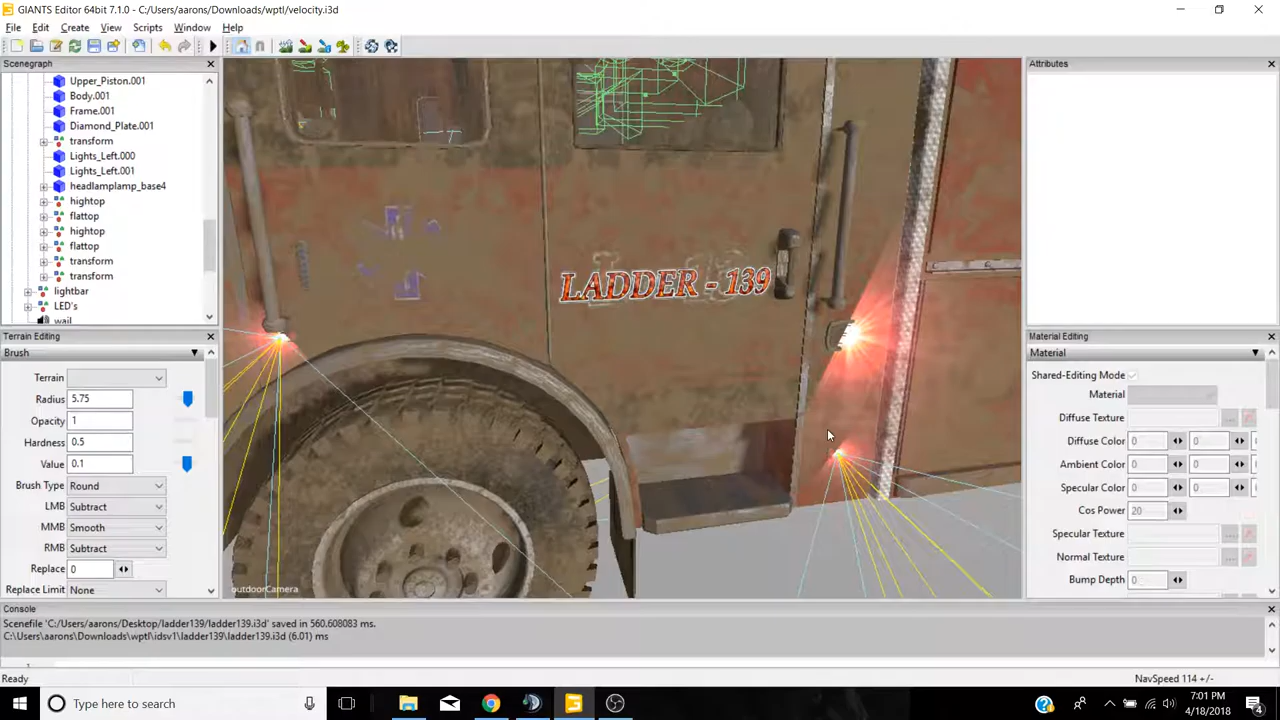 GIANTS Editor 64bit 7.1.0 - C:/Users/aarons/Downloads/wptl/velocity.i3d
File Edit Create View Scripts Window Help
Scenegraph
Upper_Piston.001
Body.001
Frame.001
Diamond_Plate.001
transform
Lights_Left.000
Lights_Left.001
headlamplamp_base4
hightop
flattop
hightop
flattop
transform
transform
lightbar
LED's
wail
Terrain Editing
Brush
Terrain
Radius 5.75
Opacity 1
Hardness 0.5
Value 0.1
Brush Type Round
LMB Subtract
MMB Smooth
RMB Subtract
Replace 0
Replace Limit None
LADDER - 139
outdoorCamera
Attributes
Material Editing
Material
Shared-Editing Mode
Material
Diffuse Texture ...
Diffuse Color 0 0
Ambient Color 0 0
Specular Color 0 0
Cos Power 20
Specular Texture ...
Normal Texture ...
Bump Depth 0
Console
Scenefile 'C:/Users/aarons/Desktop/ladder139/ladder139.i3d' saved in 560.608083 ms.
C:\Users\aarons\Downloads\wptl\idsv1\ladder139\ladder139.i3d (6.01) ms
1
Ready
NavSpeed 114 +/-
Type here to search
7:01 PM
4/18/2018